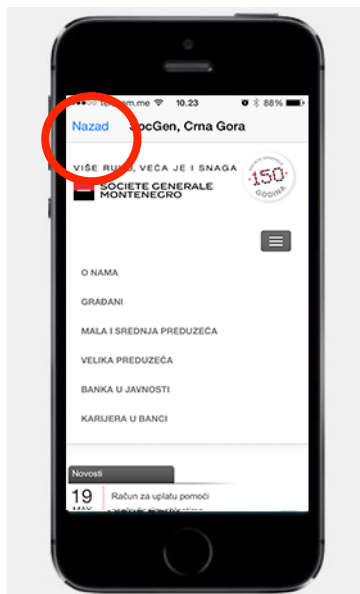 10.23
88%
Nazad
SocGen, Crna Gora
VIŠE RUKU, VEĆA JE I SNAGA
SOCIETE GENERALE
MONTENEGRO
150
GODINA
O NAMA
GRAĐANI
MALA I SREDNJA PREDUZEĆA
VELIKA PREDUZEĆA
BANKA U JAVNOSTI
KARIJERA U BANCI
Novosti
19
Račun za uplatu pomoći